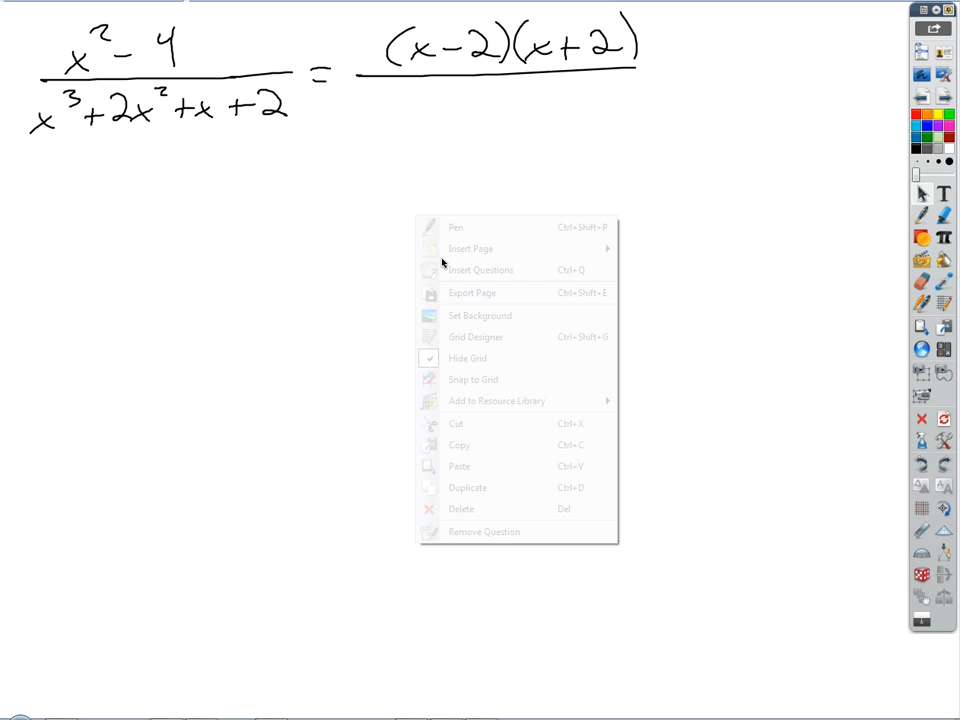 x² - 4 / x³ + 2x² + x + 2 = (x - 2)(x + 2)
Pen Ctrl+Shift+P
Insert Page
Insert Questions Ctrl+Q
Export Page Ctrl+Shift+E
Set Background
Grid Designer Ctrl+Shift+G
Hide Grid
Snap to Grid
Add to Resource Library
Cut Ctrl+X
Copy Ctrl+C
Paste Ctrl+V
Duplicate Ctrl+D
Delete Del
Remove Question
T
π